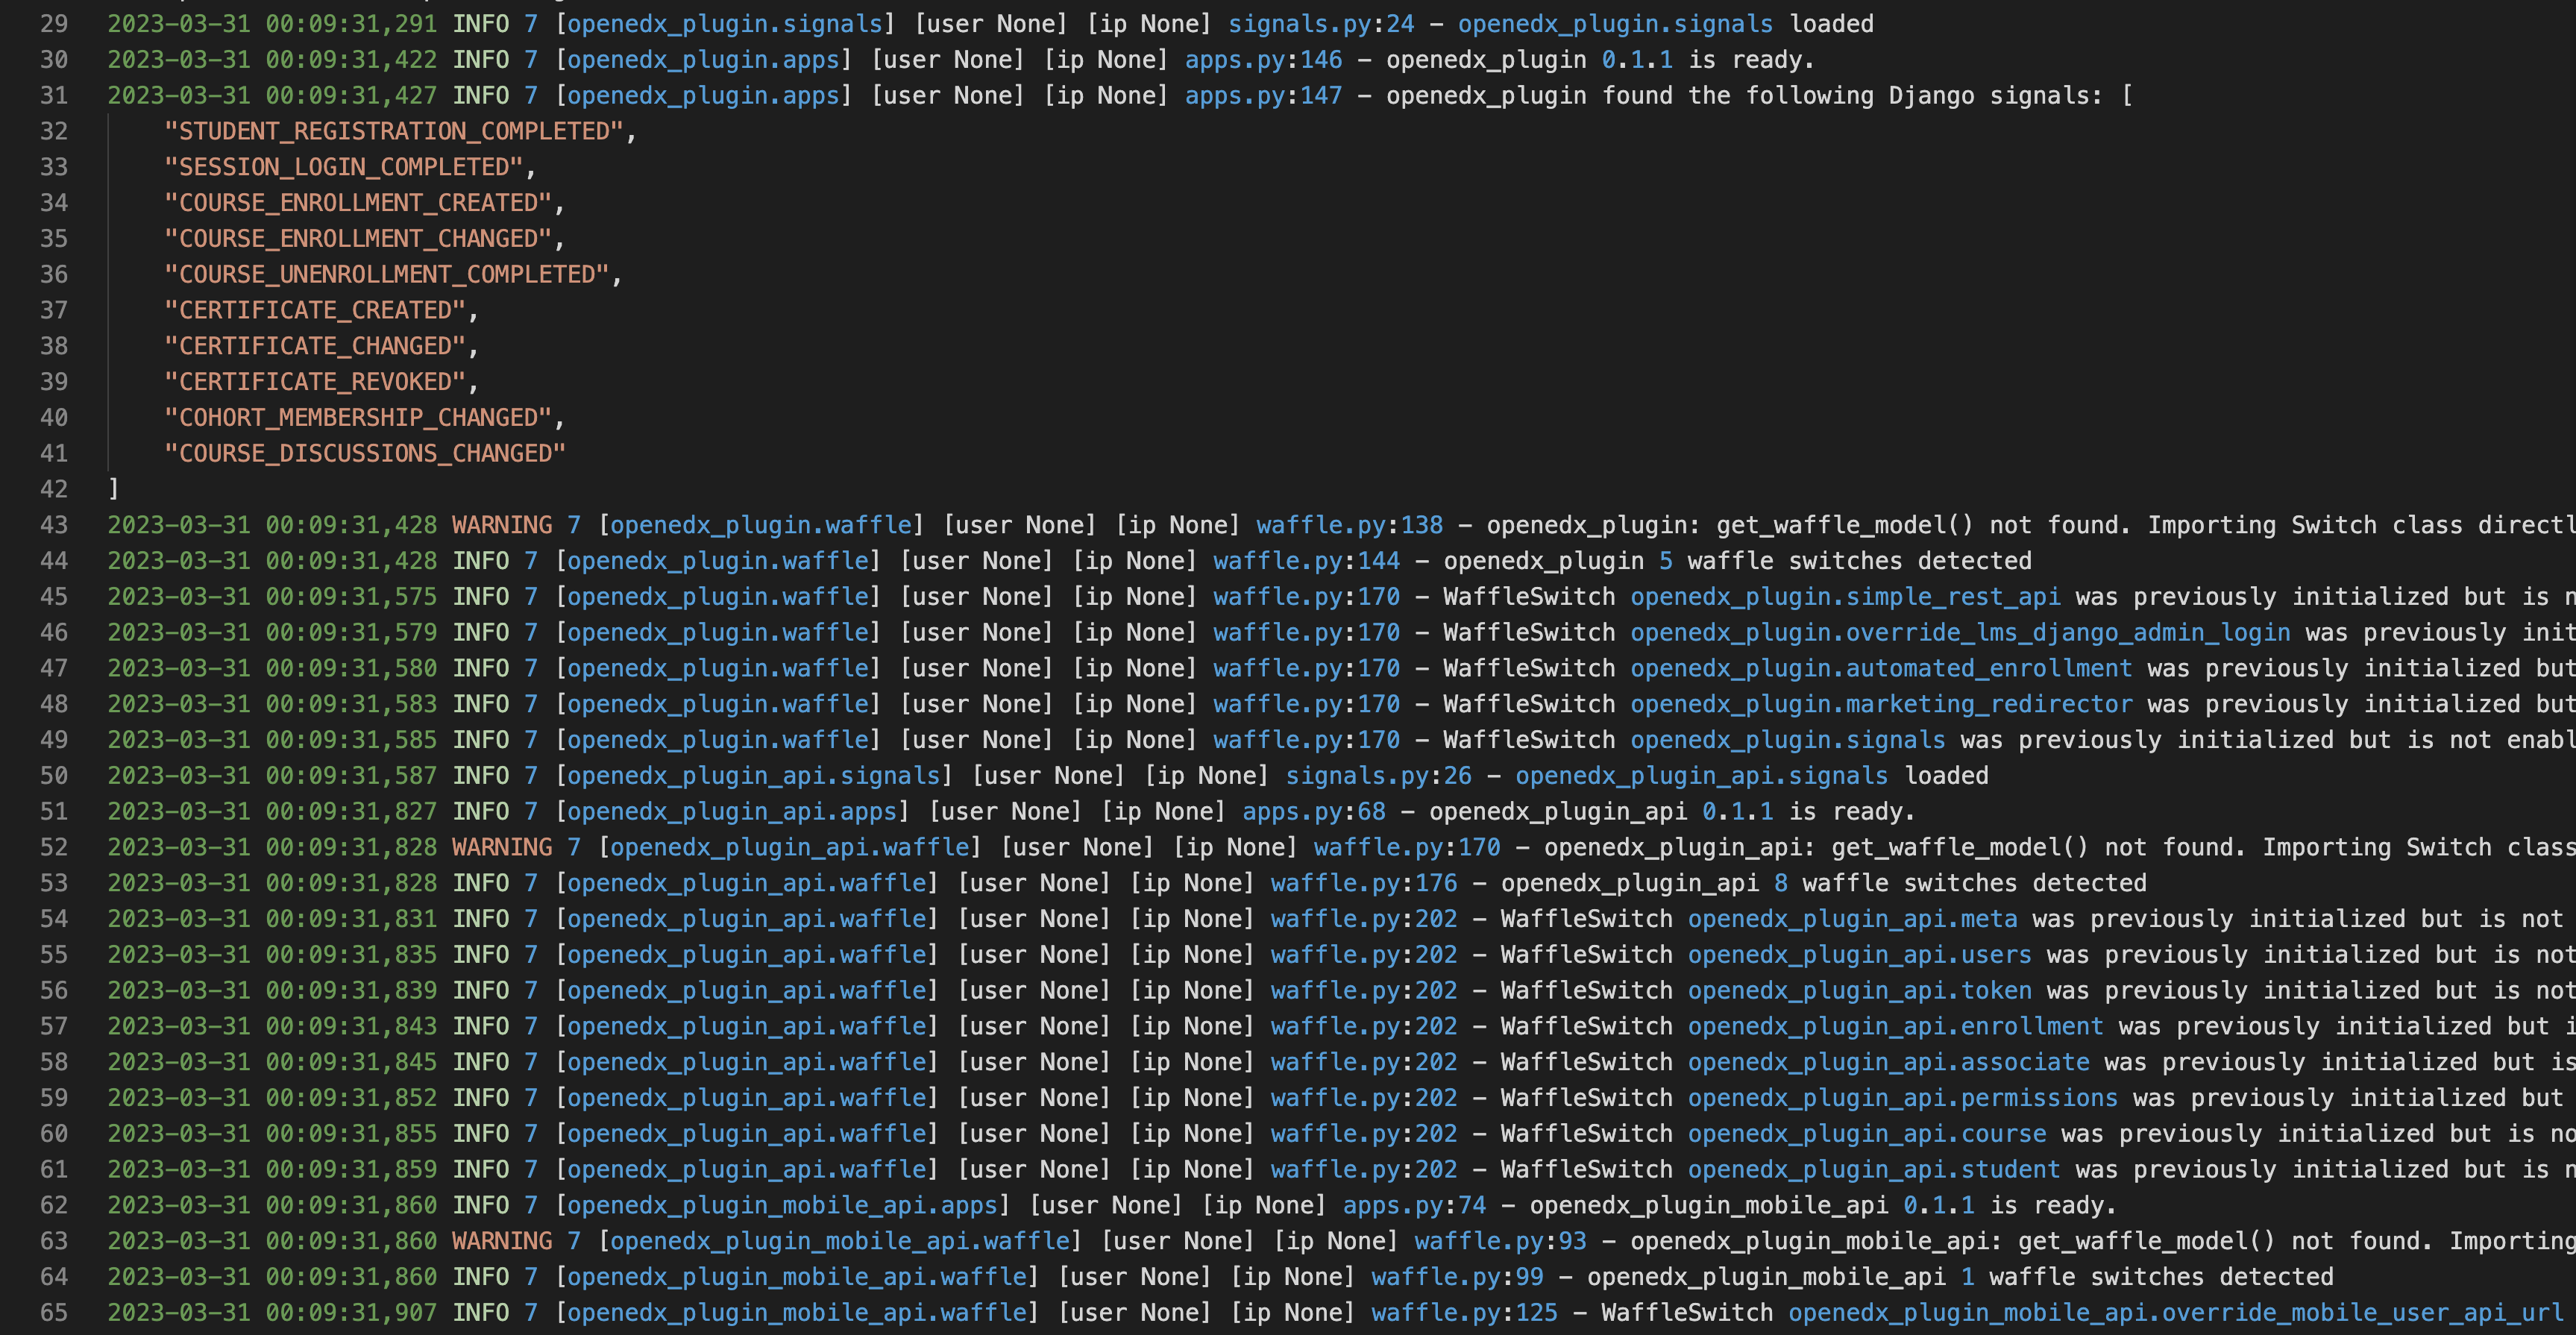 29 2023-03-31 00:09:31,291 INFO 7 [openedx_plugin.signals] [user None] [ip None] signals.py:24 - openedx_plugin.signals loaded
30 2023-03-31 00:09:31,422 INFO 7 [openedx_plugin.apps] [user None] [ip None] apps.py:146 - openedx_plugin 0.1.1 is ready.
31 2023-03-31 00:09:31,427 INFO 7 [openedx_plugin.apps] [user None] [ip None] apps.py:147 - openedx_plugin found the following Django signals: [
32 "STUDENT_REGISTRATION_COMPLETED",
33 "SESSION_LOGIN_COMPLETED",
34 "COURSE_ENROLLMENT_CREATED",
35 "COURSE_ENROLLMENT_CHANGED",
36 "COURSE_UNENROLLMENT_COMPLETED",
37 "CERTIFICATE_CREATED",
38 "CERTIFICATE_CHANGED",
39 "CERTIFICATE_REVOKED",
40 "COHORT_MEMBERSHIP_CHANGED",
41 "COURSE_DISCUSSIONS_CHANGED"
42 ]
43 2023-03-31 00:09:31,428 WARNING 7 [openedx_plugin.waffle] [user None] [ip None] waffle.py:138 - openedx_plugin: get_waffle_model() not found. Importing Switch class directl
44 2023-03-31 00:09:31,428 INFO 7 [openedx_plugin.waffle] [user None] [ip None] waffle.py:144 - openedx_plugin 5 waffle switches detected
45 2023-03-31 00:09:31,575 INFO 7 [openedx_plugin.waffle] [user None] [ip None] waffle.py:170 - WaffleSwitch openedx_plugin.simple_rest_api was previously initialized but is n
46 2023-03-31 00:09:31,579 INFO 7 [openedx_plugin.waffle] [user None] [ip None] waffle.py:170 - WaffleSwitch openedx_plugin.override_lms_django_admin_login was previously init
47 2023-03-31 00:09:31,580 INFO 7 [openedx_plugin.waffle] [user None] [ip None] waffle.py:170 - WaffleSwitch openedx_plugin.automated_enrollment was previously initialized but
48 2023-03-31 00:09:31,583 INFO 7 [openedx_plugin.waffle] [user None] [ip None] waffle.py:170 - WaffleSwitch openedx_plugin.marketing_redirector was previously initialized but
49 2023-03-31 00:09:31,585 INFO 7 [openedx_plugin.waffle] [user None] [ip None] waffle.py:170 - WaffleSwitch openedx_plugin.signals was previously initialized but is not enabl
50 2023-03-31 00:09:31,587 INFO 7 [openedx_plugin_api.signals] [user None] [ip None] signals.py:26 - openedx_plugin_api.signals loaded
51 2023-03-31 00:09:31,827 INFO 7 [openedx_plugin_api.apps] [user None] [ip None] apps.py:68 - openedx_plugin_api 0.1.1 is ready.
52 2023-03-31 00:09:31,828 WARNING 7 [openedx_plugin_api.waffle] [user None] [ip None] waffle.py:170 - openedx_plugin_api: get_waffle_model() not found. Importing Switch class
53 2023-03-31 00:09:31,828 INFO 7 [openedx_plugin_api.waffle] [user None] [ip None] waffle.py:176 - openedx_plugin_api 8 waffle switches detected
54 2023-03-31 00:09:31,831 INFO 7 [openedx_plugin_api.waffle] [user None] [ip None] waffle.py:202 - WaffleSwitch openedx_plugin_api.meta was previously initialized but is not
55 2023-03-31 00:09:31,835 INFO 7 [openedx_plugin_api.waffle] [user None] [ip None] waffle.py:202 - WaffleSwitch openedx_plugin_api.users was previously initialized but is not
56 2023-03-31 00:09:31,839 INFO 7 [openedx_plugin_api.waffle] [user None] [ip None] waffle.py:202 - WaffleSwitch openedx_plugin_api.token was previously initialized but is not
57 2023-03-31 00:09:31,843 INFO 7 [openedx_plugin_api.waffle] [user None] [ip None] waffle.py:202 - WaffleSwitch openedx_plugin_api.enrollment was previously initialized but i
58 2023-03-31 00:09:31,845 INFO 7 [openedx_plugin_api.waffle] [user None] [ip None] waffle.py:202 - WaffleSwitch openedx_plugin_api.associate was previously initialized but is
59 2023-03-31 00:09:31,852 INFO 7 [openedx_plugin_api.waffle] [user None] [ip None] waffle.py:202 - WaffleSwitch openedx_plugin_api.permissions was previously initialized but
60 2023-03-31 00:09:31,855 INFO 7 [openedx_plugin_api.waffle] [user None] [ip None] waffle.py:202 - WaffleSwitch openedx_plugin_api.course was previously initialized but is no
61 2023-03-31 00:09:31,859 INFO 7 [openedx_plugin_api.waffle] [user None] [ip None] waffle.py:202 - WaffleSwitch openedx_plugin_api.student was previously initialized but is n
62 2023-03-31 00:09:31,860 INFO 7 [openedx_plugin_mobile_api.apps] [user None] [ip None] apps.py:74 - openedx_plugin_mobile_api 0.1.1 is ready.
63 2023-03-31 00:09:31,860 WARNING 7 [openedx_plugin_mobile_api.waffle] [user None] [ip None] waffle.py:93 - openedx_plugin_mobile_api: get_waffle_model() not found. Importing
64 2023-03-31 00:09:31,860 INFO 7 [openedx_plugin_mobile_api.waffle] [user None] [ip None] waffle.py:99 - openedx_plugin_mobile_api 1 waffle switches detected
65 2023-03-31 00:09:31,907 INFO 7 [openedx_plugin_mobile_api.waffle] [user None] [ip None] waffle.py:125 - WaffleSwitch openedx_plugin_mobile_api.override_mobile_user_api_url